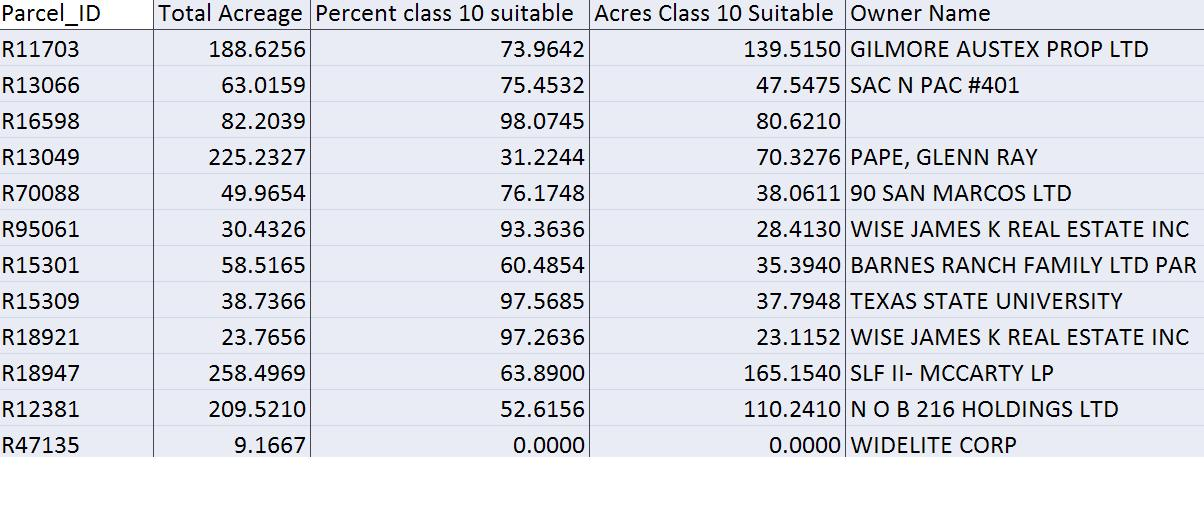 Parcel_ID Total Acreage Percent class 10 suitable Acres Class 10 Suitable Owner Name
R11703 188.6256 73.9642 139.5150 GILMORE AUSTEX PROP LTD
R13066 63.0159 75.4532 47.5475 SAC N PAC #401
R16598 82.2039 98.0745 80.6210
R13049 225.2327 31.2244 70.3276 PAPE, GLENN RAY
R70088 49.9654 76.1748 38.0611 90 SAN MARCOS LTD
R95061 30.4326 93.3636 28.4130 WISE JAMES K REAL ESTATE INC
R15301 58.5165 60.4854 35.3940 BARNES RANCH FAMILY LTD PAR
R15309 38.7366 97.5685 37.7948 TEXAS STATE UNIVERSITY
R18921 23.7656 97.2636 23.1152 WISE JAMES K REAL ESTATE INC
R18947 258.4969 63.8900 165.1540 SLF II- MCCARTY LP
R12381 209.5210 52.6156 110.2410 N O B 216 HOLDINGS LTD
R47135 9.1667 0.0000 0.0000 WIDELITE CORP